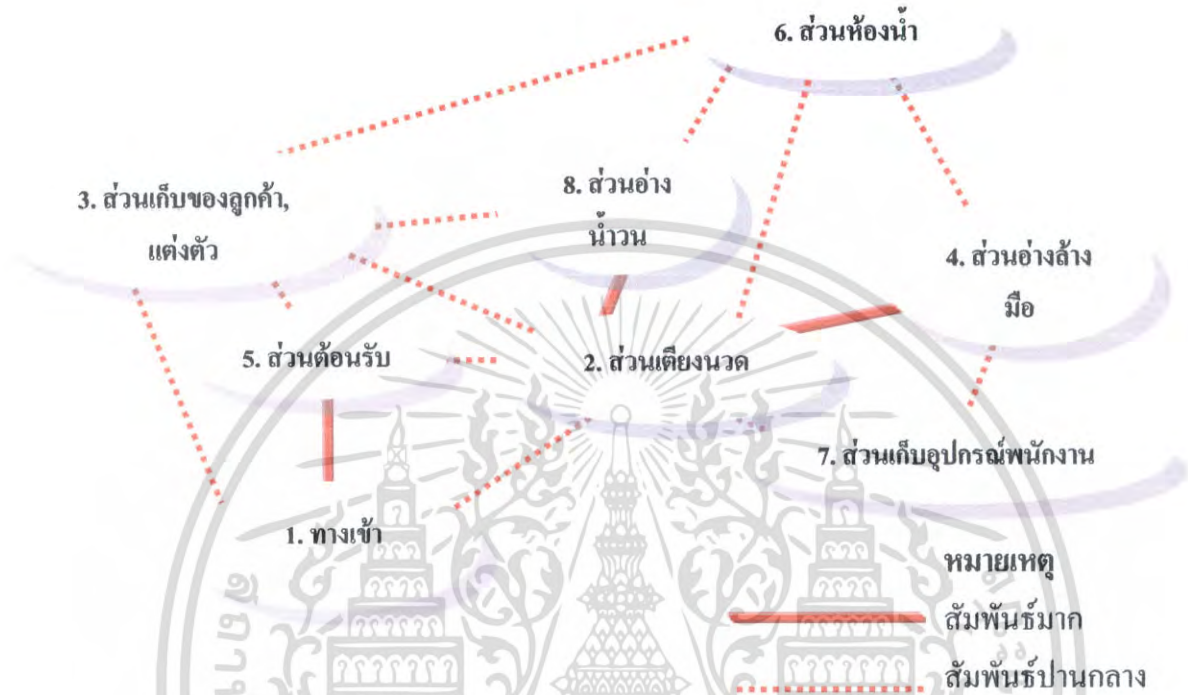 6. ส่วนห้องน้ำ
3. ส่วนเก็บของลูกค้า,
แต่งตัว
8. ส่วนอ่าง
น้ำวน
4. ส่วนอ่างล้าง
มือ
5. ส่วนต้อนรับ
2. ส่วนเตียงนวด
7. ส่วนเก็บอุปกรณ์พนักงาน
1. ทางเข้า
หมายเหตุ
สัมพันธ์มาก
สัมพันธ์ปานกลาง